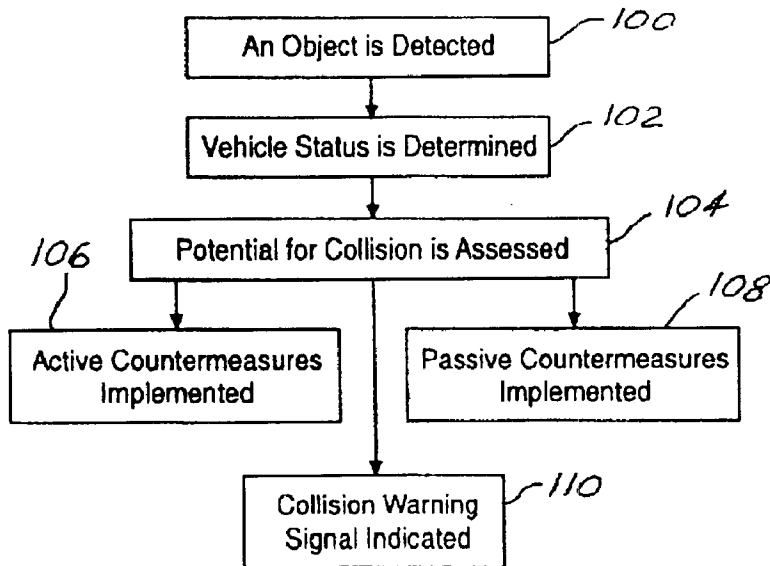 An Object is Detected
100
Vehicle Status is Determined
102
Potential for Collision is Assessed
104
106
108
Active Countermeasures
Implemented
Passive Countermeasures
Implemented
Collision Warning
Signal Indicated
110